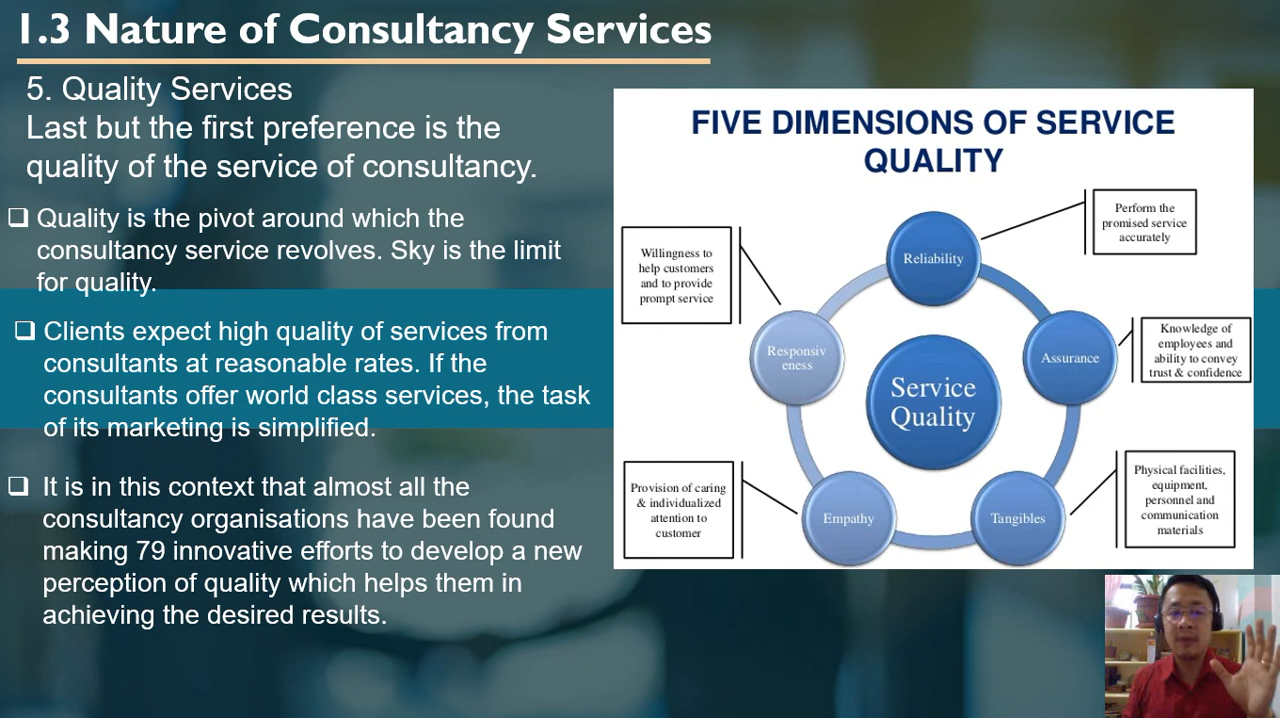 1.3 Nature of Consultancy Services
5. Quality Services
Last but the first preference is the
quality of the service of consultancy.
❑ Quality is the pivot around which the
consultancy service revolves. Sky is the limit
for quality.
❑ Clients expect high quality of services from
consultants at reasonable rates. If the
consultants offer world class services, the task
of its marketing is simplified.
❑ It is in this context that almost all the
consultancy organisations have been found
making 79 innovative efforts to develop a new
perception of quality which helps them in
achieving the desired results.
FIVE DIMENSIONS OF SERVICE
QUALITY
Reliability
Perform the
promised service
accurately
Assurance
Knowledge of
employees and
ability to convey
trust & confidence
Tangibles
Physical facilities,
equipment,
personnel and
communication
materials
Empathy
Provision of caring
& individualized
attention to
customer
Responsiv
eness
Willingness to
help customers
and to provide
prompt service
Service
Quality